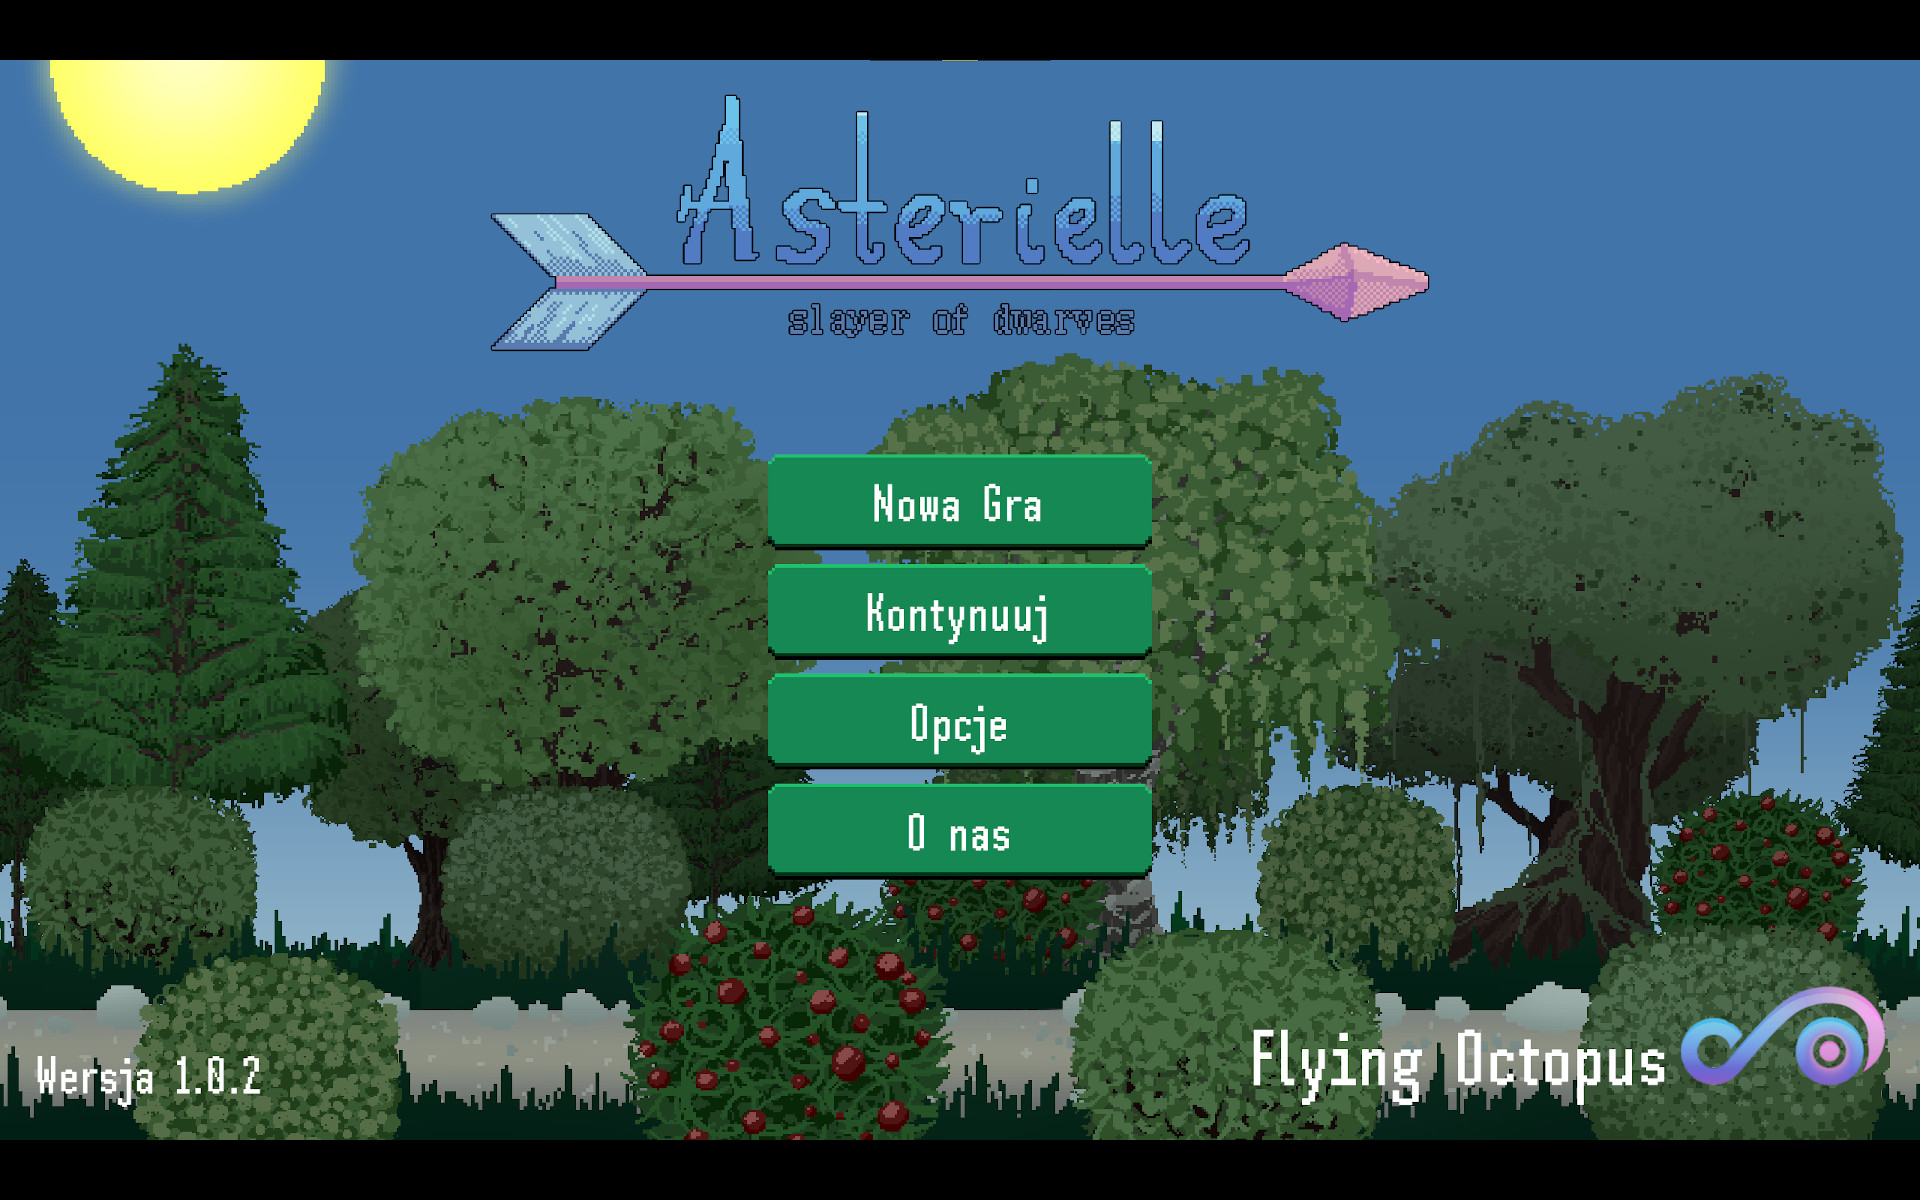 Asterielle
slayer of dwarves
Nowa Gra
Kontynuuj
Opcje
O nas
Wersja 1.0.2
Flying Octopus